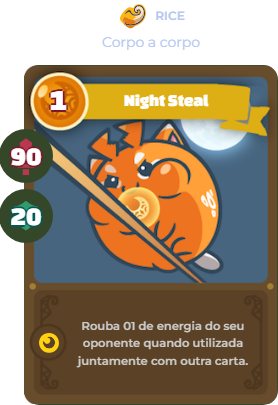 RICE
Corpo a corpo
1
Night Steal
90
20
Rouba 01 de energia do seu
oponente quando utilizada
juntamente com outra carta.